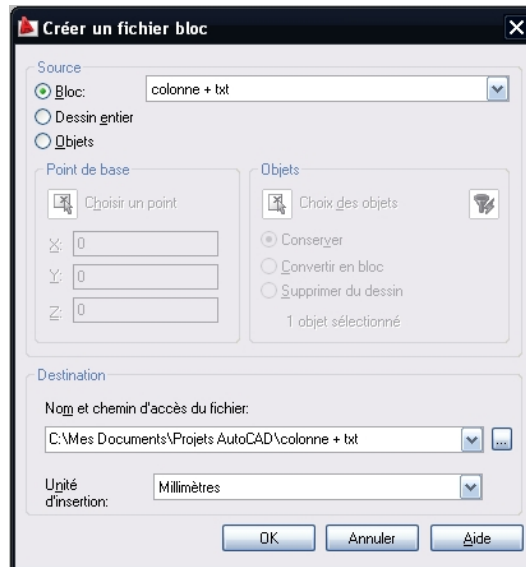 Créer un fichier bloc
Source
Bloc: colonne + txt
Dessin entier
Objets
Point de base
Choisir un point
X: 0
Y: 0
Z: 0
Objets
Choix des objets
Conserver
Convertir en bloc
Supprimer du dessin
1 objet sélectionné
Destination
Nom et chemin d'accès du fichier:
C:\Mes Documents\Projets AutoCAD\colonne + txt
...
Unité
d'insertion:
Millimètres
OK Annuler Aide